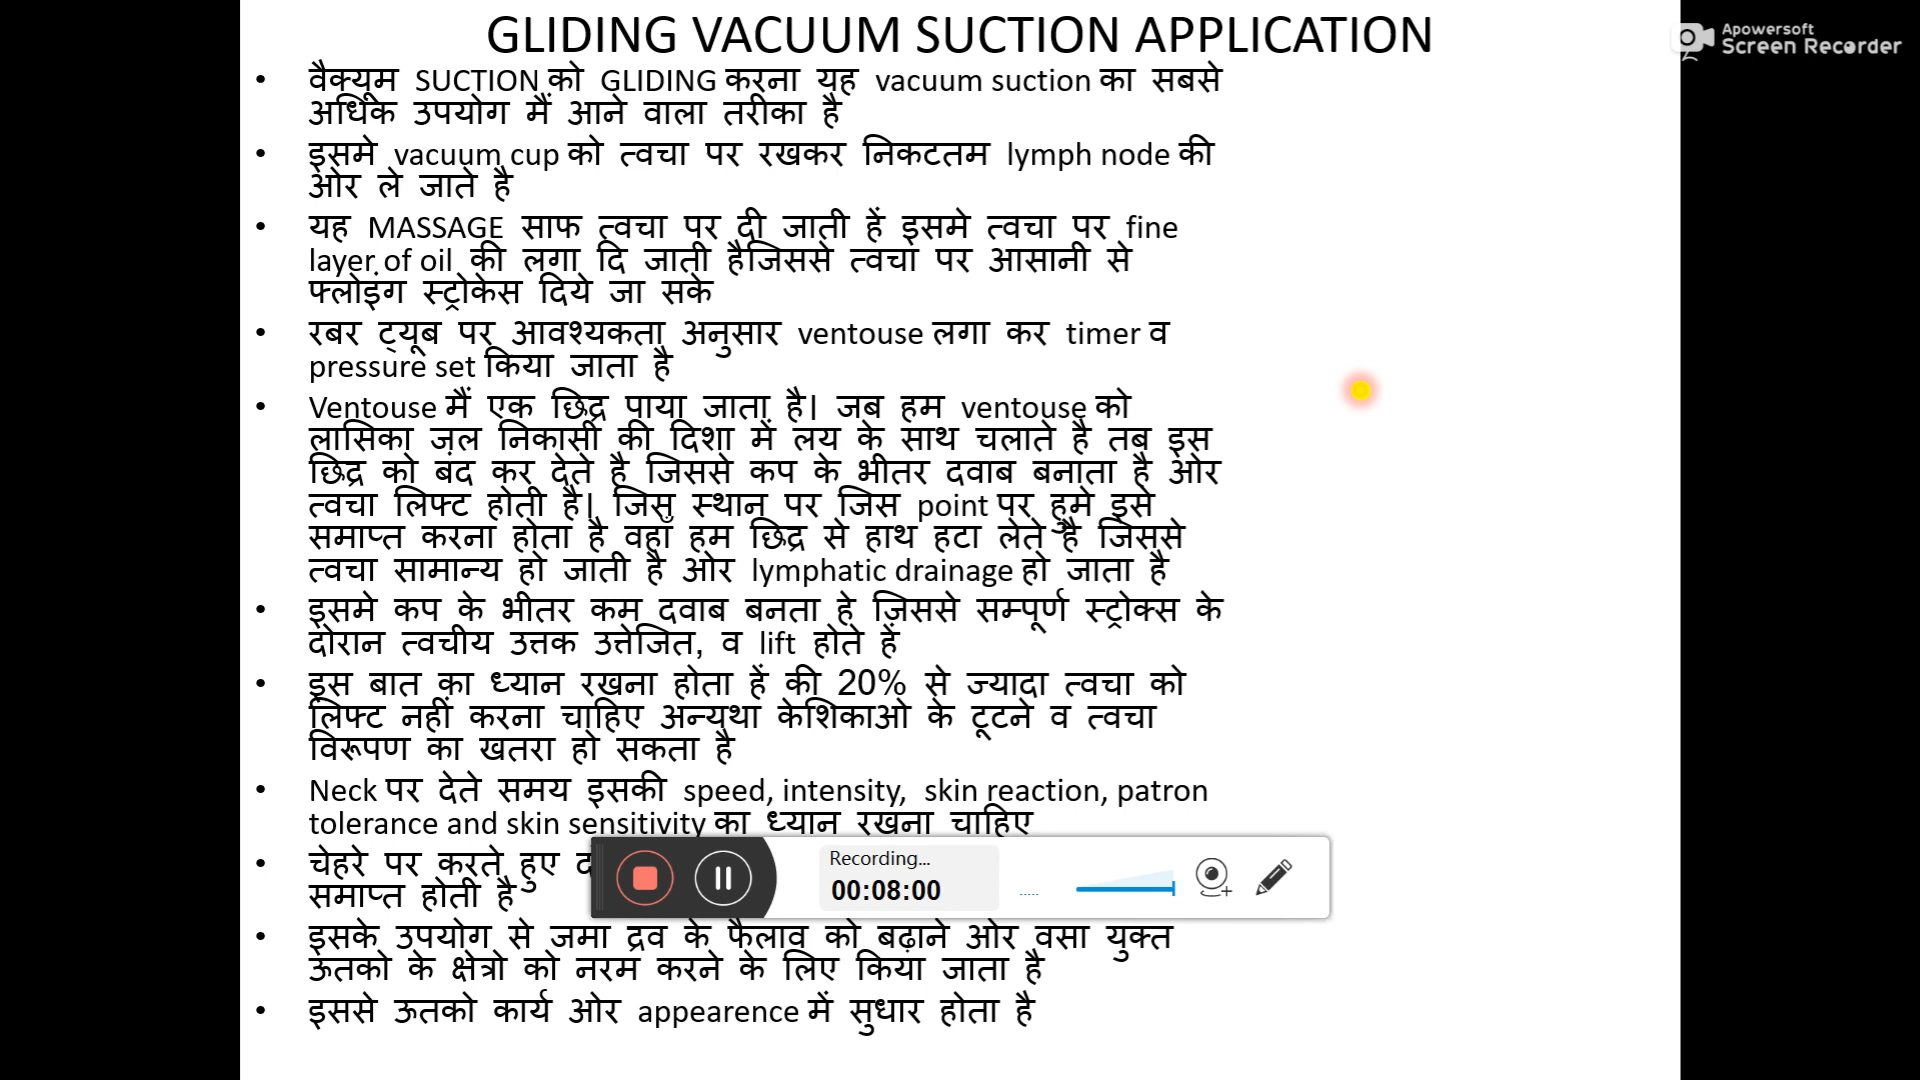 GLIDING VACUUM SUCTION APPLICATION
Apowersoft
Screen Recorder
• वैक्यूम SUCTION को GLIDING करना यह vacuum suction का सबसे
अधिक उपयोग मैं आने वाला तरीका है
• इसमे vacuum cup को त्वचा पर रखकर निकटतम lymph node की
ओर ले जाते है
• यह MASSAGE साफ त्वचा पर दी जाती हें इसमे त्वचा पर fine
layer of oil की लगा दि जाती हैजिससे त्वचा पर आसानी से
फ्लोइंग स्ट्रोकेस दिये जा सके
• रबर ट्यूब पर आवश्यकता अनुसार ventouse लगा कर timer व
pressure set किया जाता है
• Ventouse मैं एक छिद्र पाया जाता है। जब हम ventouse को
लासिका जल निकासी की दिशा में लय के साथ चलाते है तब इस
छिद्र को बंद कर देते है जिससे कप के भीतर दवाब बनाता है ओर
त्वचा लिफ्ट होती है। जिस स्थान पर जिस point पर हमे इसे
समाप्त करना होता है वहाँ हम छिद्र से हाथ हटा लेते है जिससे
त्वचा सामान्य हो जाती है ओर lymphatic drainage हो जाता है
• इसमे कप के भीतर कम दवाब बनता हे जिससे सम्पूर्ण स्ट्रोक्स के
दोरान त्वचीय उत्तक उत्तेजित, व lift होते हें
• इस बात का ध्यान रखना होता हें की 20% से ज्यादा त्वचा को
लिफ्ट नहीं करना चाहिए अन्यथा केशिकाओ के टूटने व त्वचा
विरूपण का खतरा हो सकता है
• Neck पर देते समय इसकी speed, intensity, skin reaction, patron
tolerance and skin sensitivity का ध्यान रखना चाहिए
• चेहरे पर करते हुए
समाप्त होती है
Recording...
00:08:00
• इसके उपयोग से जमा द्रव के फैलाव को बढ़ाने ओर वसा युक्त
ऊतको के क्षेत्रो को नरम करने के लिए किया जाता है
• इससे ऊतको कार्य ओर appearence में सुधार होता है